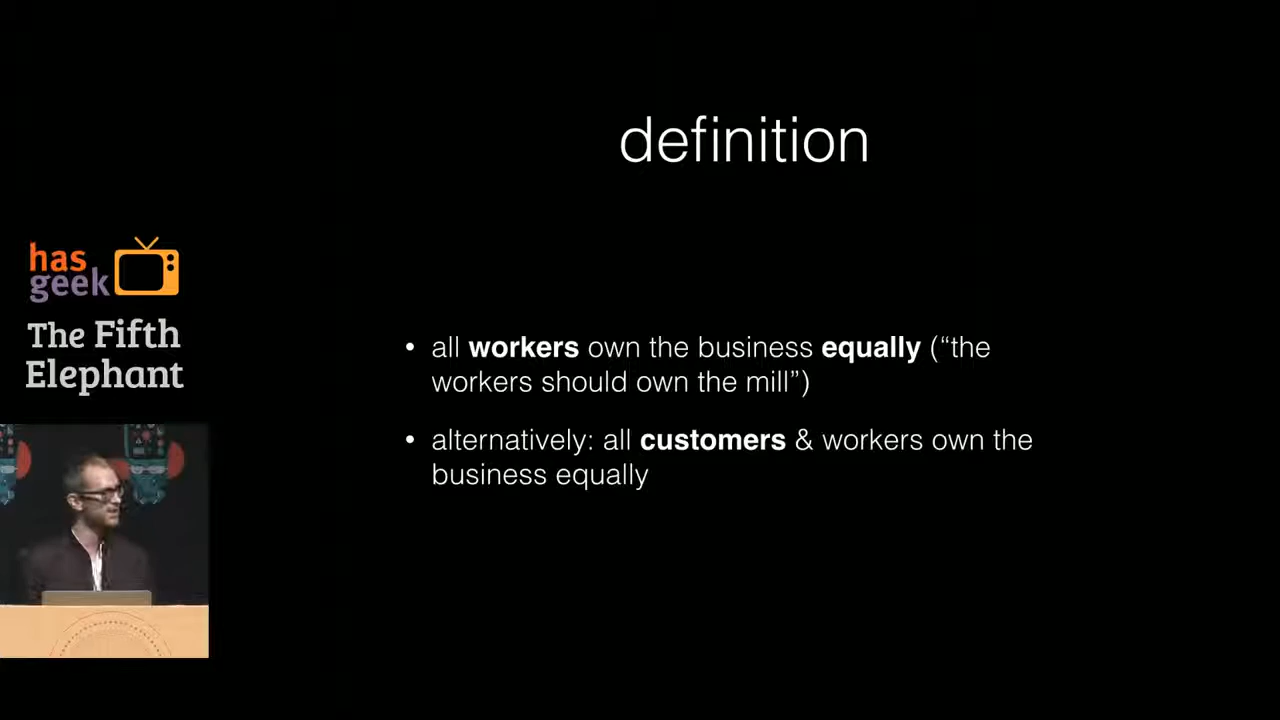 definition
has
geek
The Fifth
Elephant
• all workers own the business equally (“the
workers should own the mill”)
• alternatively: all customers & workers own the
business equally